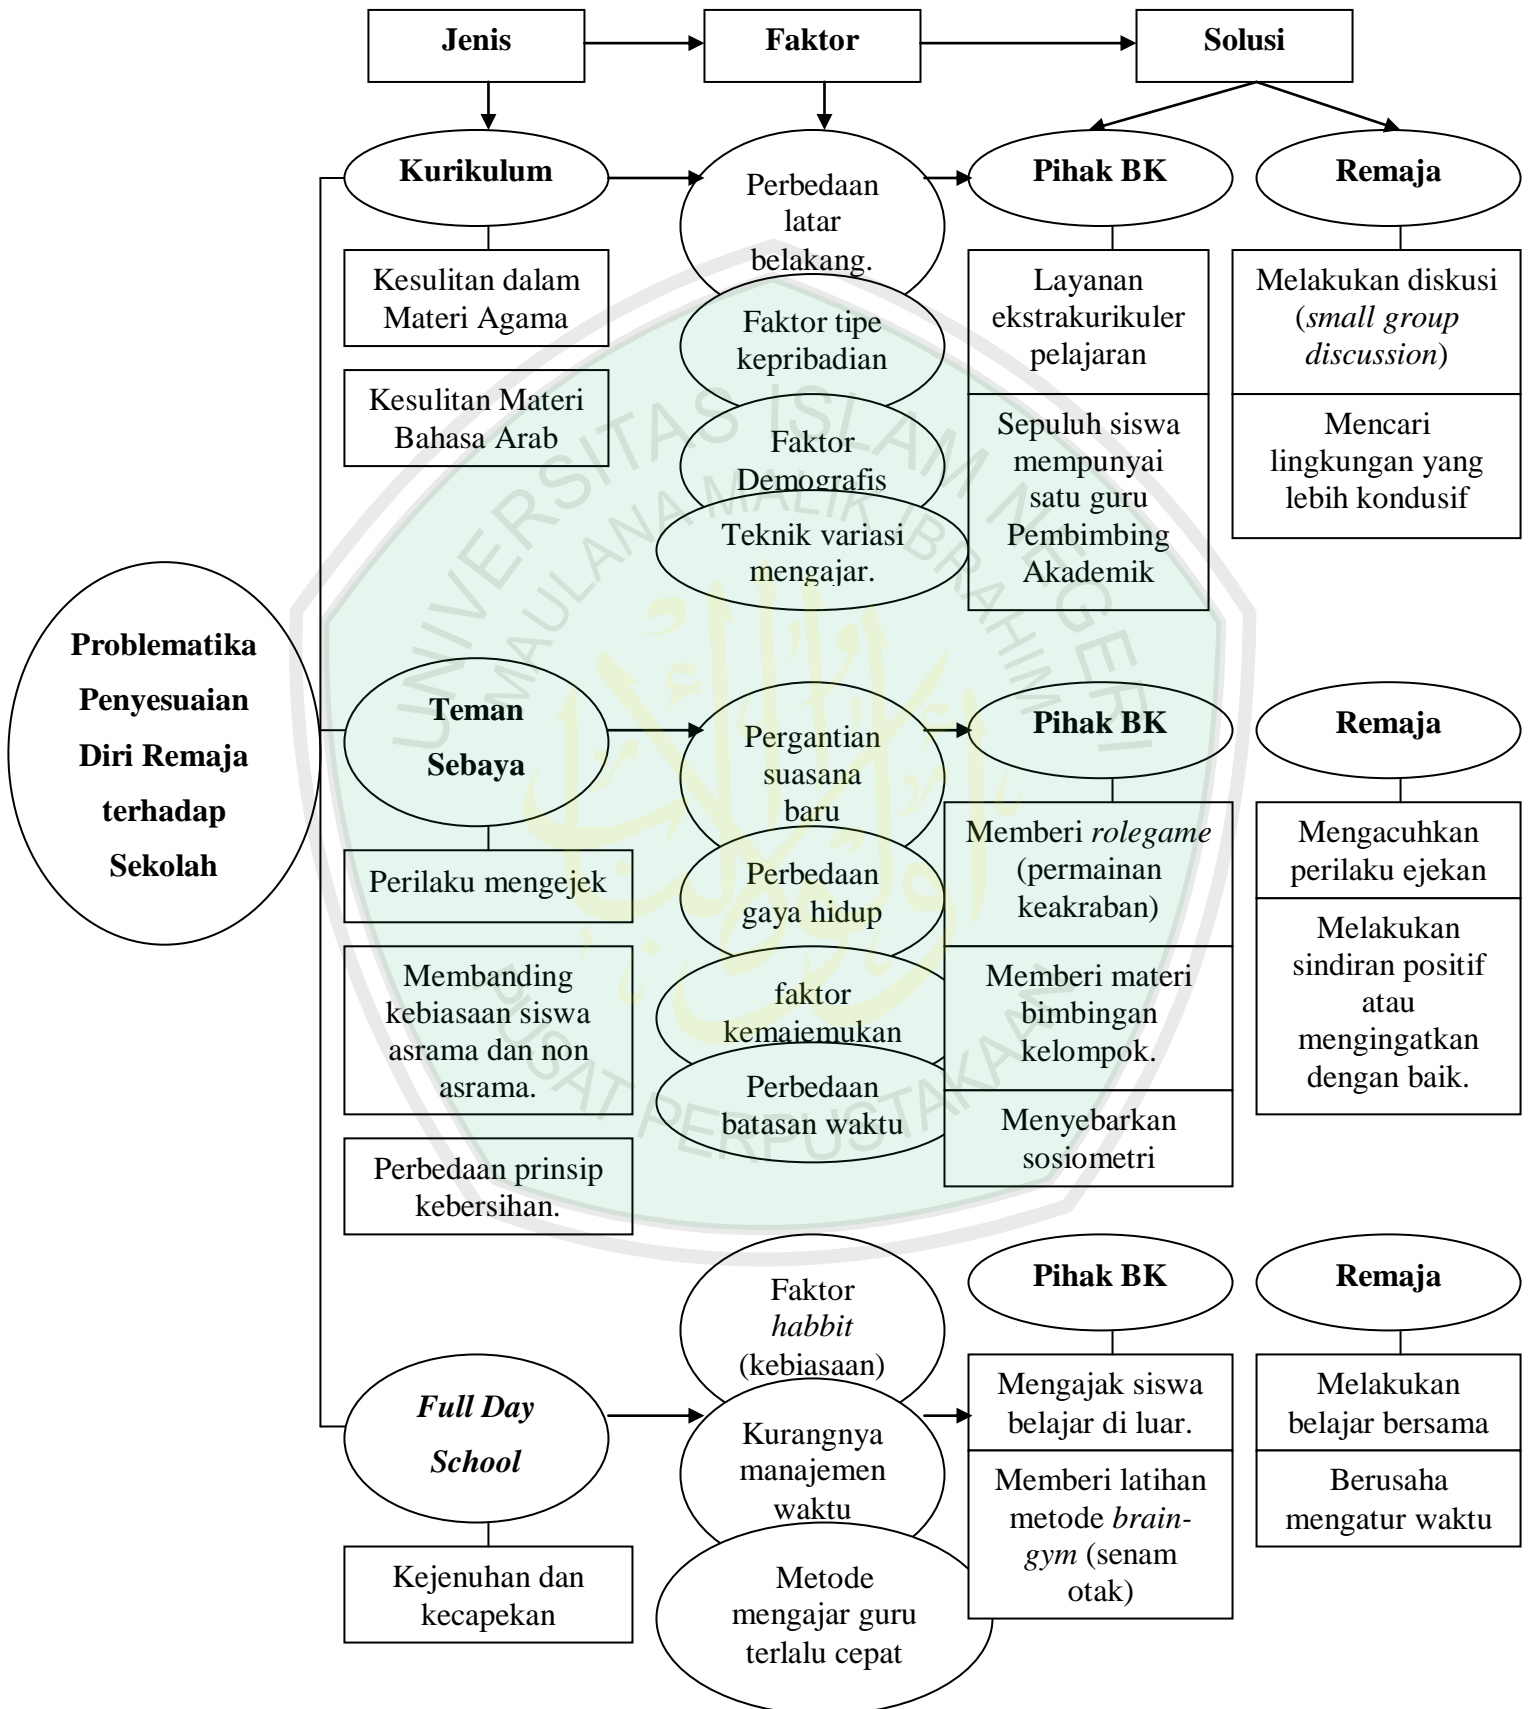 Jenis
Faktor
Solusi
Kurikulum
Perbedaan
latar
belakang.
Pihak BK
Remaja
Kesulitan dalam
Materi Agama
Kesulitan Materi
Bahasa Arab
Faktor tipe
kepribadian
Faktor
Demografis
Teknik variasi
mengajar.
Layanan
ekstrakurikuler
pelajaran
Sepuluh siswa
mempunyai
satu guru
Pembimbing
Akademik
Melakukan diskusi
(small group
discussion)
Mencari
lingkungan yang
lebih kondusif
Problematika
Penyesuaian
Diri Remaja
terhadap
Sekolah
Teman
Sebaya
Pergantian
suasana
baru
Pihak BK
Remaja
Perilaku mengejek
Membanding
kebiasaan siswa
asrama dan non
asrama.
Perbedaan prinsip
kebersihan.
Perbedaan
gaya hidup
faktor
kemajemukan
Perbedaan
batasan waktu
Memberi rolegame
(permainan
keakraban)
Memberi materi
bimbingan
kelompok.
Menyebarkan
sosiometri
Mengacuhkan
perilaku ejekan
Melakukan
sindiran positif
atau
mengingatkan
dengan baik.
Full Day
School
Faktor
habbit
(kebiasaan)
Pihak BK
Remaja
Kejenuhan dan
kecapekan
Kurangnya
manajemen
waktu
Metode
mengajar guru
terlalu cepat
Mengajak siswa
belajar di luar.
Memberi latihan
metode brain-
gym (senam
otak)
Melakukan
belajar bersama
Berusaha
mengatur waktu
UNIVERSITAS ISLAM NEGERI
MAULANA MALIK IBRAHIM
PUSAT PERPUSTAKAAN